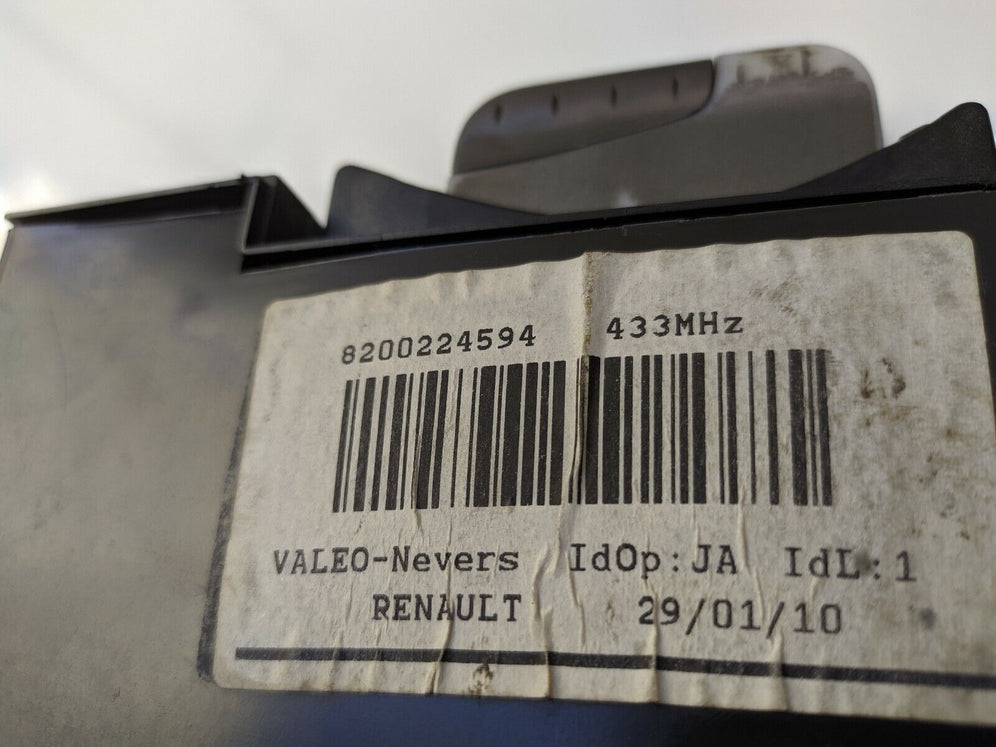 8200224594 433MHz
VALEO-Nevers IdOp:JA IdL:1
RENAULT 29/01/10